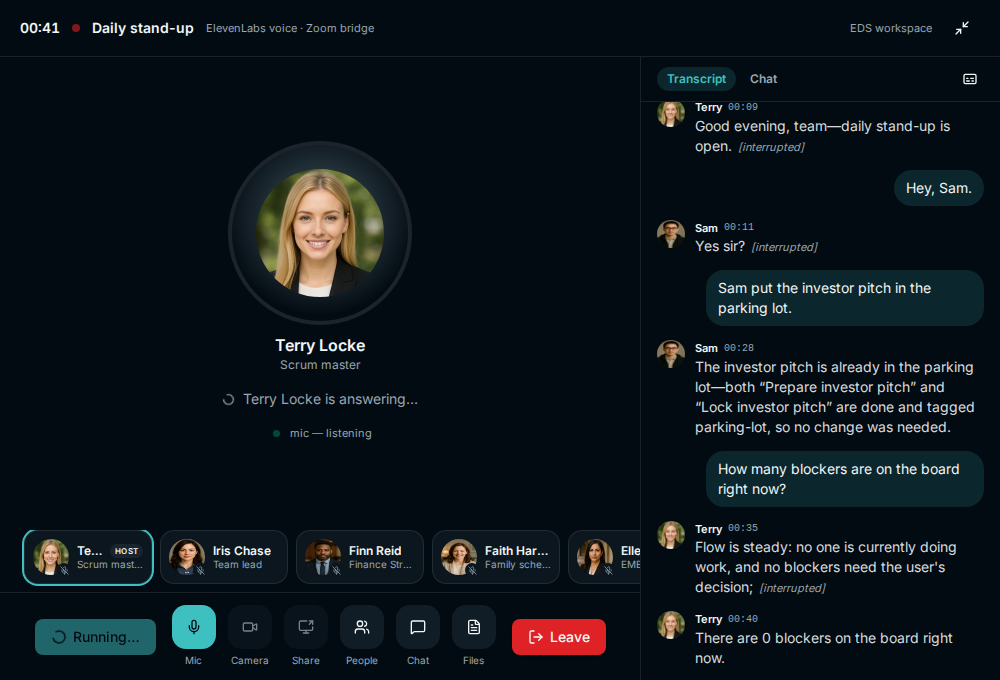 00:41 Daily stand-up ElevenLabs voice · Zoom bridge EDS workspace
Terry Locke
Scrum master
Terry Locke is answering...
mic — listening
Te... HOST
Scrum mast...
Iris Chase
Team lead
Finn Reid
Finance Str...
Faith Har...
Family sche...
Elle
EME
Running...
Mic
Camera
Share
People
Chat
Files
Leave
Transcript Chat
Terry 00:09
Good evening, team—daily stand-up is
open. [interrupted]
Hey, Sam.
Sam 00:11
Yes sir? [interrupted]
Sam put the investor pitch in the
parking lot.
Sam 00:28
The investor pitch is already in the parking
lot—both “Prepare investor pitch” and
“Lock investor pitch” are done and tagged
parking-lot, so no change was needed.
How many blockers are on the board
right now?
Terry 00:35
Flow is steady: no one is currently doing
work, and no blockers need the user's
decision; [interrupted]
Terry 00:40
There are 0 blockers on the board right
now.